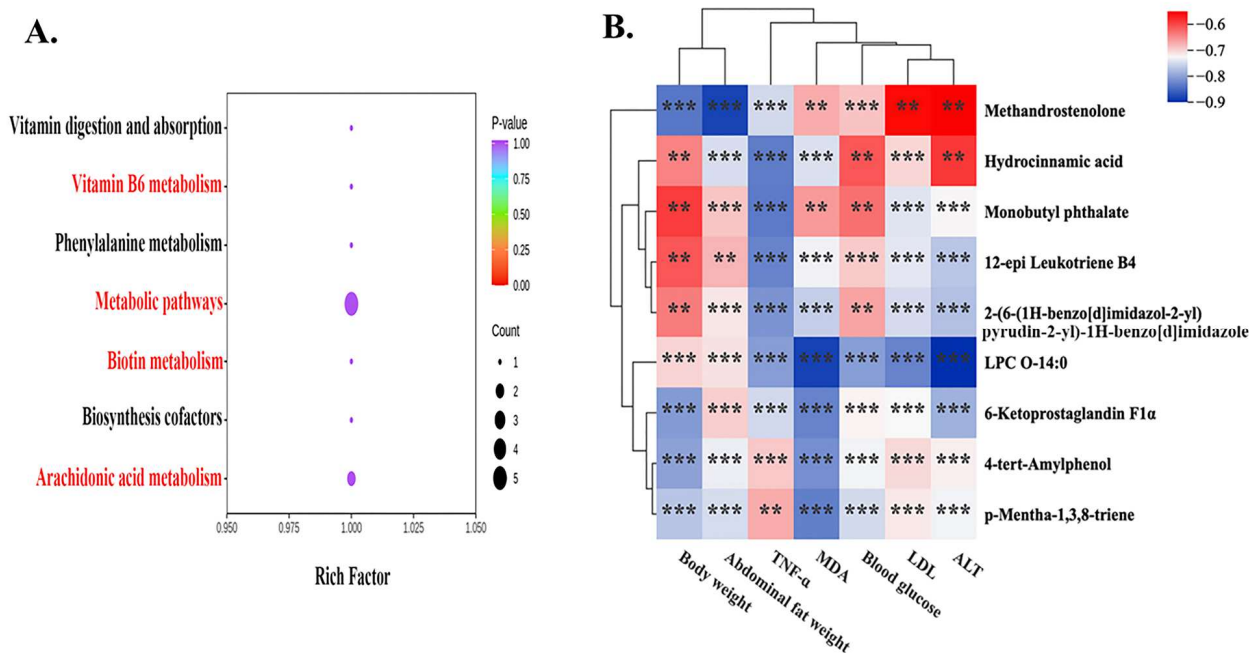 A.
Vitamin digestion and absorption
Vitamin B6 metabolism
Phenylalanine metabolism
Metabolic pathways
Biotin metabolism
Biosynthesis cofactors
Arachidonic acid metabolism
0.950
0.975
1.000
1.025
1.050
Rich Factor
P-value
1.00
0.75
0.50
0.25
0.00
Count
1
2
3
4
5
B.
−0.6
−0.7
−0.8
−0.9
*** *** *** ** *** ** ** Methandrostenolone
** *** *** *** ** *** ** Hydrocinnamic acid
** *** *** ** ** *** *** Monobutyl phthalate
** ** *** *** *** *** *** 12-epi Leukotriene B4
** *** *** *** ** *** *** 2-(6-(1H-benzo[d]imidazol-2-yl)
pyrudin-2-yl)-1H-benzo[d]imidazole
*** *** *** *** *** *** *** LPC O-14:0
*** *** *** *** *** *** *** 6-Ketoprostaglandin F1α
*** *** *** *** *** *** *** 4-tert-Amylphenol
*** *** ** *** *** *** *** p-Mentha-1,3,8-triene
Body weight
Abdominal fat weight
TNF-α
MDA
Blood glucose
LDL
ALT